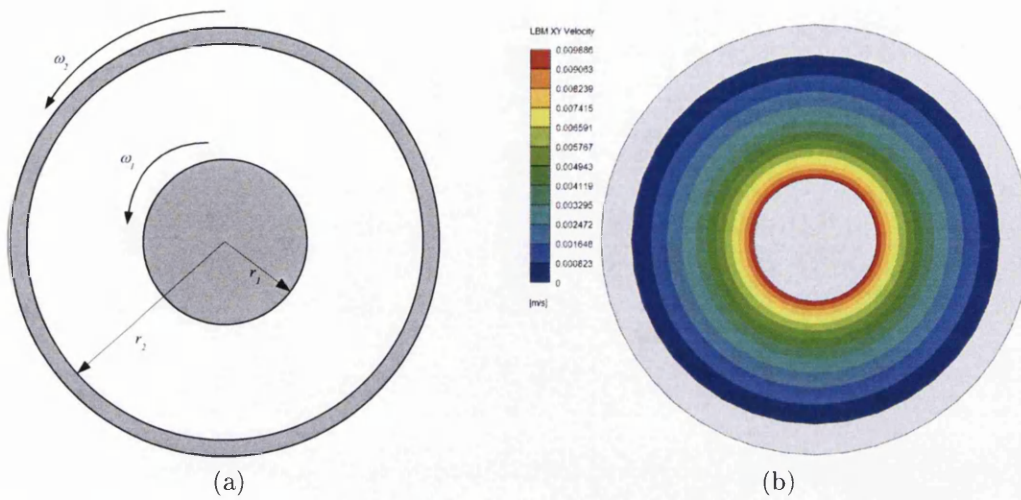 ω₂
ω₁
r₁
r₂
(a)
LBM XY Velocity
0.009886
0.009063
0.008239
0.007415
0.006591
0.005767
0.004943
0.004119
0.003295
0.002472
0.001648
0.000823
0
[m/s]
(b)